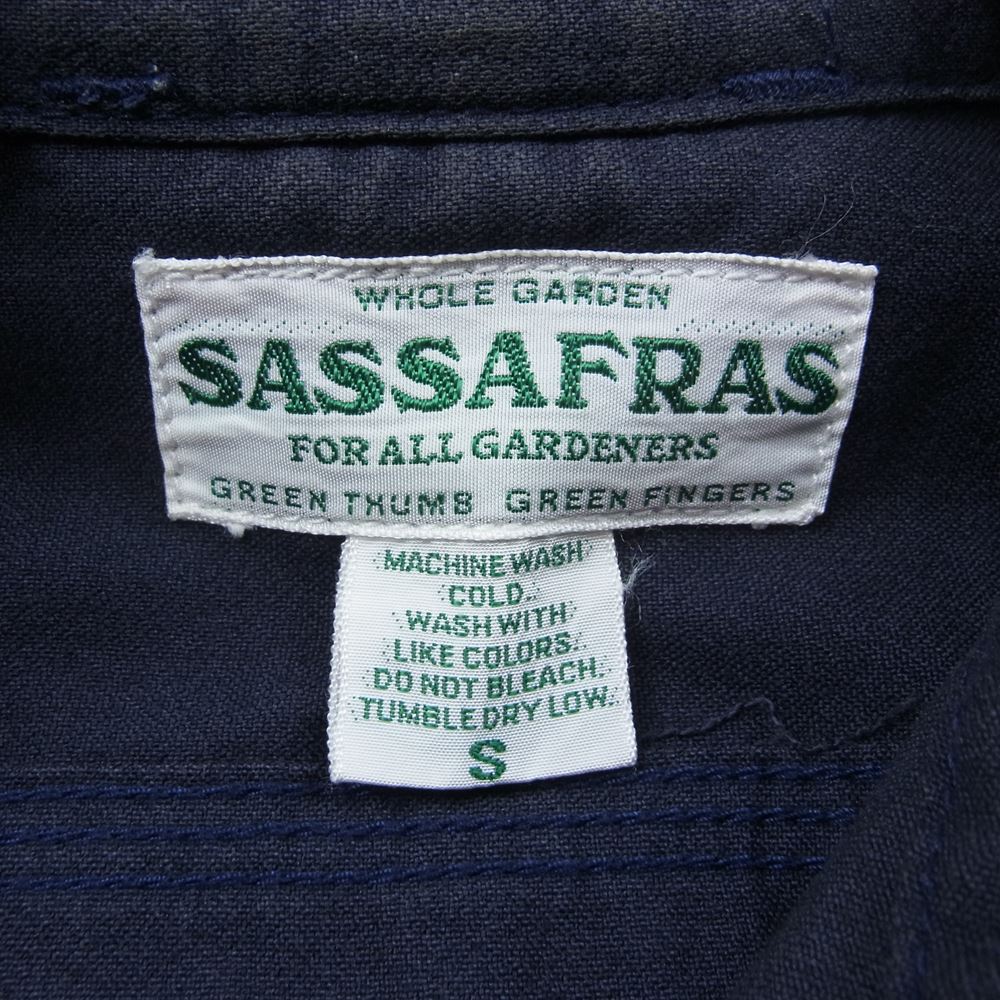 WHOLE GARDEN
SASSAFRAS
FOR ALL GARDENERS
GREEN THUMB GREEN FINGERS
MACHINE WASH
COLD.
WASH WITH
LIKE COLORS.
DO NOT BLEACH.
TUMBLE DRY LOW.
S